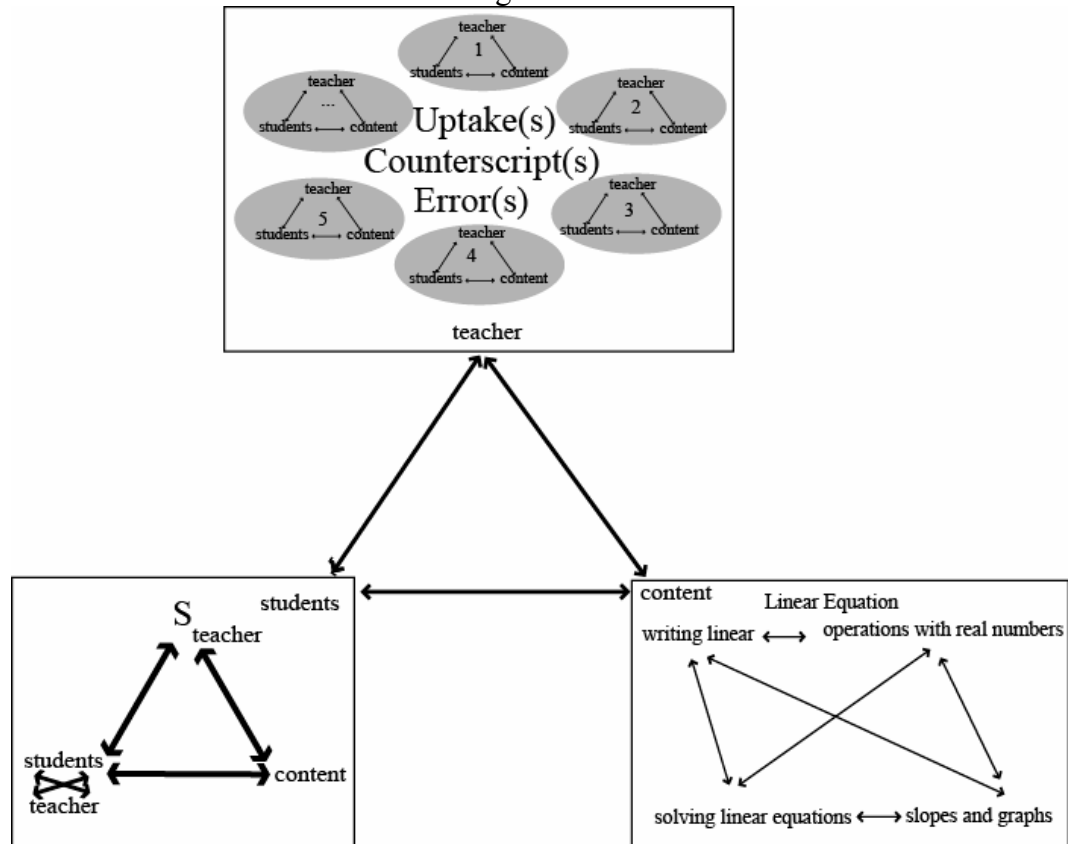 teacher
1
students content
teacher
...
students content
teacher
2
students content
Uptake(s)
Counterscript(s)
Error(s)
teacher
5
students content
teacher
3
students content
teacher
4
students content
teacher
students
S
teacher
students
content
teacher
content
Linear Equation
writing linear
operations with real numbers
solving linear equations
slopes and graphs